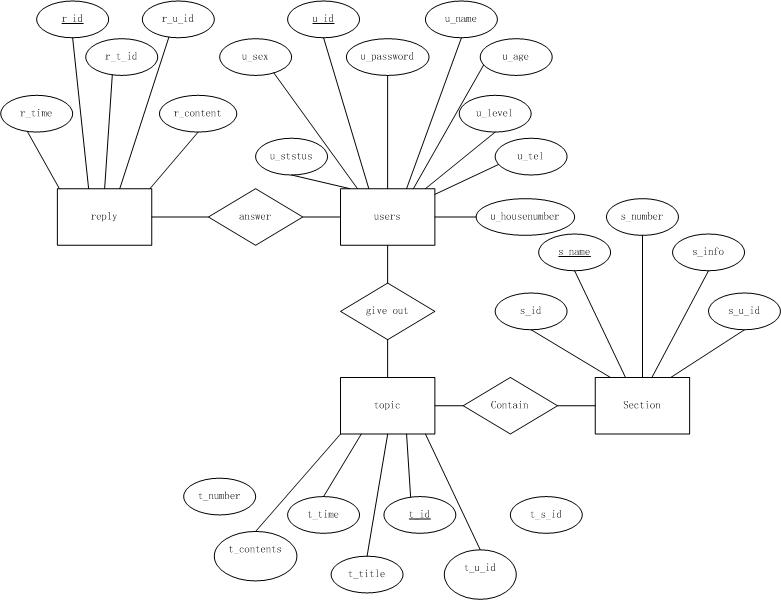 r_id
r_u_id
u_id
u_name
r_t_id
u_sex
u_password
u_age
r_time
r_content
u_level
u_ststus
u_tel
reply
answer
users
u_housenumber
s_number
s_name
s_info
give out
s_id
s_u_id
topic
Contain
Section
t_number
t_time
t_id
t_s_id
t_contents
t_title
t_u_id